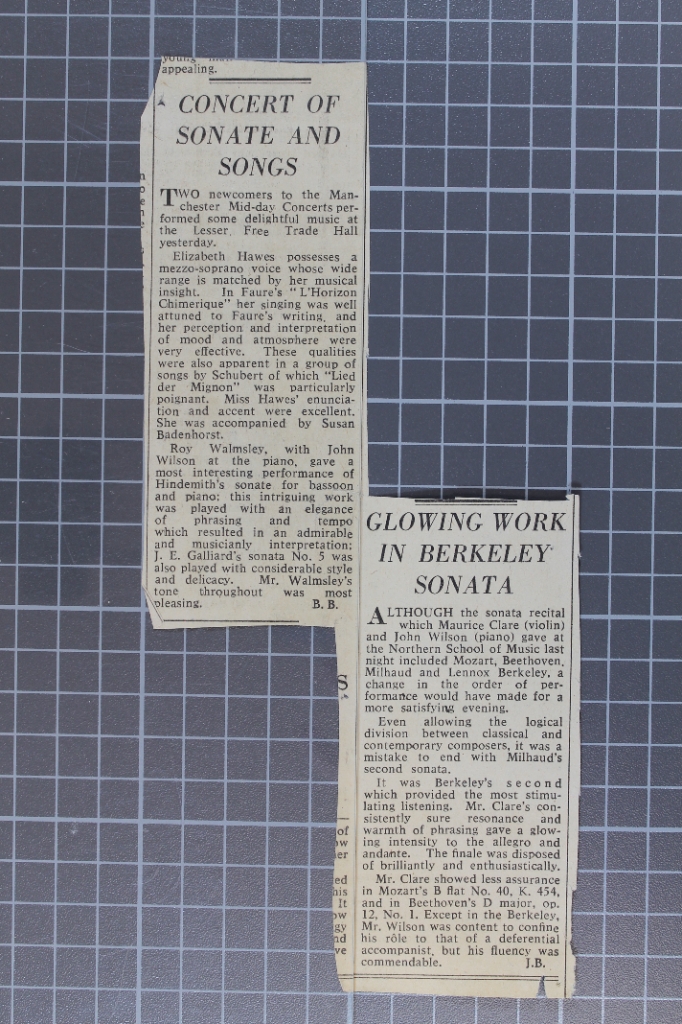 appealing.
CONCERT OF
SONATE AND
SONGS
TWO newcomers to the Man-
chester Mid-day Concerts per-
formed some delightful music at
the Lesser Free Trade Hall
yesterday.
Elizabeth Hawes possesses a
mezzo-soprano voice whose wide
range is matched by her musical
insight. In Faure's "L'Horizon
Chimerique" her singing was well
attuned to Faure's writing, and
her perception and interpretation
of mood and atmosphere were
very effective. These qualities
were also apparent in a group of
songs by Schubert of which "Lied
der Mignon" was particularly
poignant. Miss Hawes' enuncia-
tion and accent were excellent.
She was accompanied by Susan
Badenhorst.
Roy Walmsley, with John
Wilson at the piano, gave a
most interesting performance of
Hindemith's sonate for bassoon
and piano; this intriguing work
was played with an elegance
of phrasing and tempo
which resulted in an admirable
and musicianly interpretation;
J. E. Galliard's sonata No. 5 was
also played with considerable style
and delicacy. Mr. Walmsley's
tone throughout was most
pleasing. B. B.
GLOWING WORK
IN BERKELEY
SONATA
ALTHOUGH the sonata recital
which Maurice Clare (violin)
and John Wilson (piano) gave at
the Northern School of Music last
night included Mozart, Beethoven,
Milhaud and Lennox Berkeley, a
change in the order of per-
formance would have made for a
more satisfying evening.
Even allowing the logical
division between classical and
contemporary composers, it was a
mistake to end with Milhaud's
second sonata.
It was Berkeley's second
which provided the most stimu-
lating listening. Mr. Clare's con-
sistently sure resonance and
warmth of phrasing gave a glow-
ing intensity to the allegro and
andante. The finale was disposed
of brilliantly and enthusiastically.
Mr. Clare showed less assurance
in Mozart's B flat No. 40, K. 454,
and in Beethoven's D major, op.
12, No. 1. Except in the Berkeley,
Mr. Wilson was content to confine
his rôle to that of a deferential
accompanist, but his fluency was
commendable. J.B.